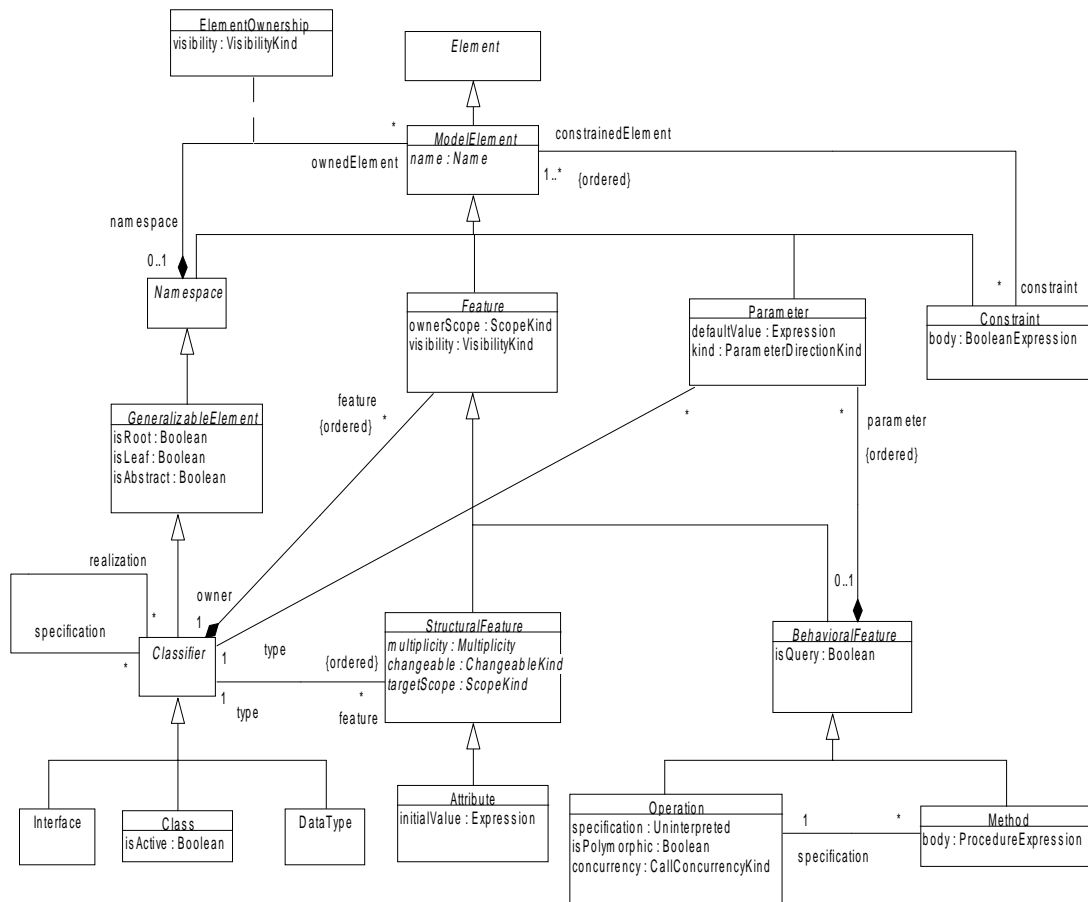 ElementOwnership
visibility : VisibilityKind
Element
*
ownedElement
ModelElement
name : Name
constrainedElement
1..*
{ordered}
namespace
0..1
Namespace
Feature
ownerScope : ScopeKind
visibility : VisibilityKind
Parameter
defaultValue : Expression
kind : ParameterDirectionKind
*
constraint
Constraint
body : BooleanExpression
GeneralizableElement
isRoot : Boolean
isLeaf : Boolean
isAbstract : Boolean
feature
{ordered}
*
*
*
parameter
{ordered}
realization
*
specification
*
owner
1
Classifier
1
type
1
type
{ordered}
*
feature
StructuralFeature
multiplicity : Multiplicity
changeable : ChangeableKind
targetScope : ScopeKind
0..1
BehavioralFeature
isQuery : Boolean
Interface
Class
isActive : Boolean
DataType
Attribute
initialValue : Expression
Operation
specification : Uninterpreted
isPolymorphic : Boolean
concurrency : CallConcurrencyKind
1
*
specification
Method
body : ProcedureExpression